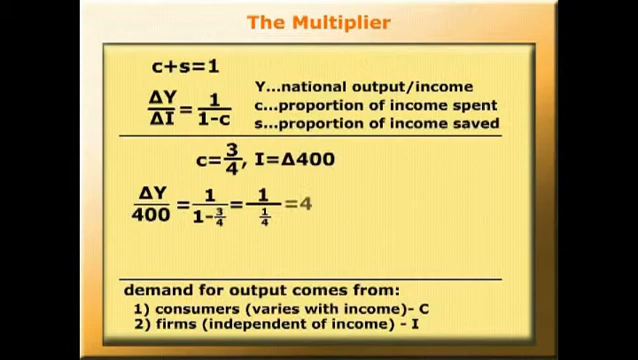 The Multiplier
c+s=1
Y...national output/income
ΔY/ΔI = 1/1-c
c...proportion of income spent
s...proportion of income saved
c=3/4, I=Δ400
ΔY/400 = 1/1-3/4 = 1/1/4 =4
demand for output comes from:
1) consumers (varies with income)- C
2) firms (independent of income) - I